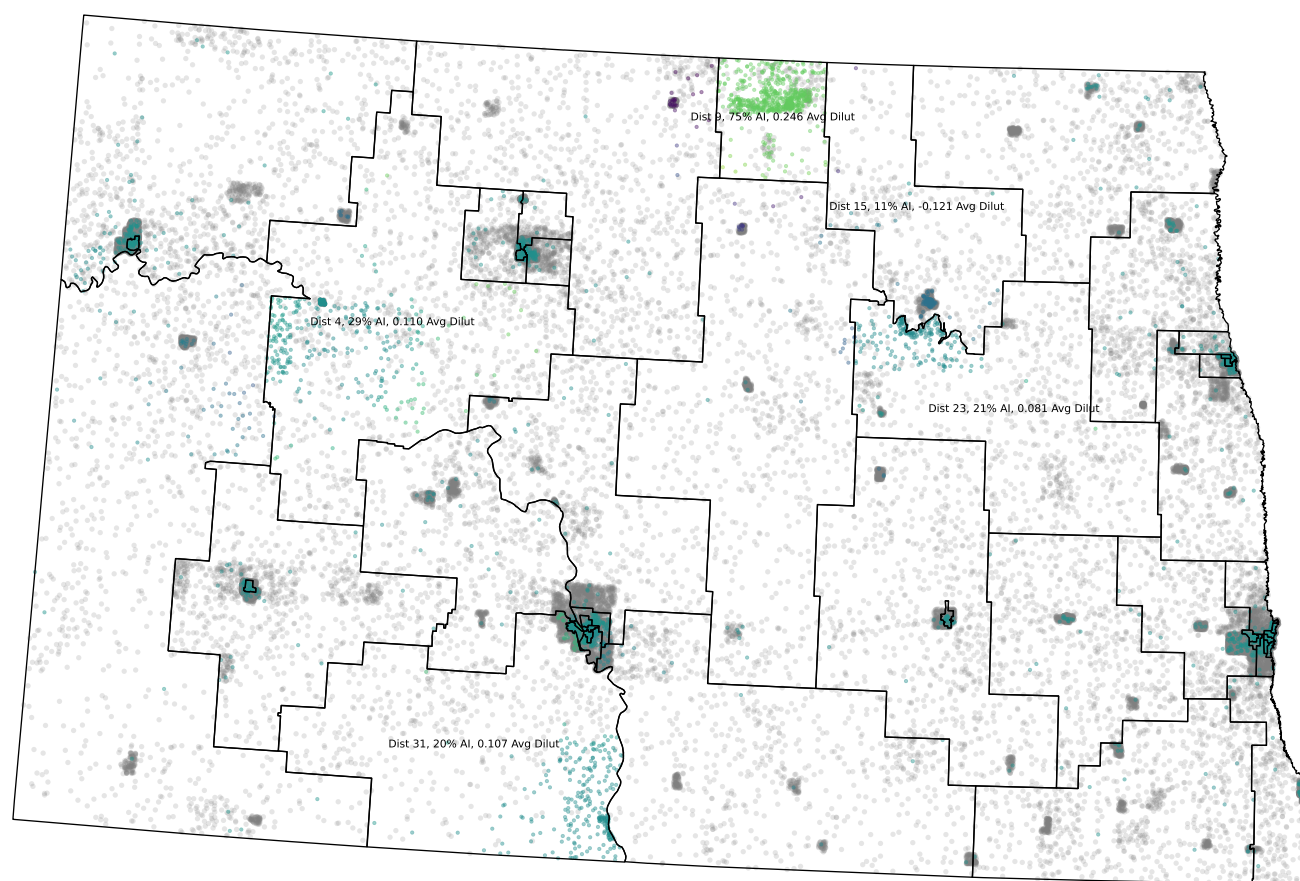 Dist 9, 75% AI, 0.246 Avg Dilut
Dist 15, 11% AI, -0.121 Avg Dilut
Dist 4, 29% AI, 0.110 Avg Dilut
Dist 23, 21% AI, 0.081 Avg Dilut
Dist 31, 20% AI, 0.107 Avg Dilut